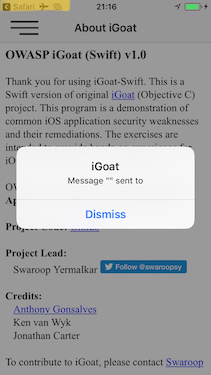 Safari
21:16
About iGoat
OWASP iGoat (Swift) v1.0
Thank you for using iGoat-Swift. This is a
Swift version of original iGoat (Objective C)
project. This program is a demonstration of
common iOS application security weaknesses
and their remediations. The exercises are
iGoat
Message "" sent to
Dismiss
Project Lead:
Swaroop Yermalkar Follow @swaroopsy
Credits:
Anthony Gonsalves
Ken van Wyk
Jonathan Carter
To contribute to iGoat, please contact Swaroop